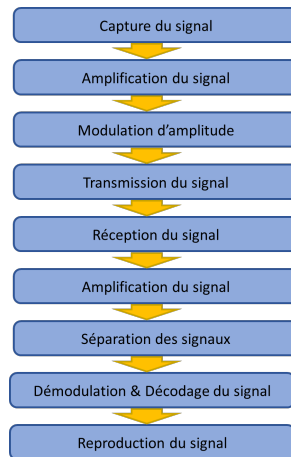 Capture du signal
Amplification du signal
Modulation d'amplitude
Transmission du signal
Réception du signal
Amplification du signal
Séparation des signaux
Démodulation & Décodage du signal
Reproduction du signal